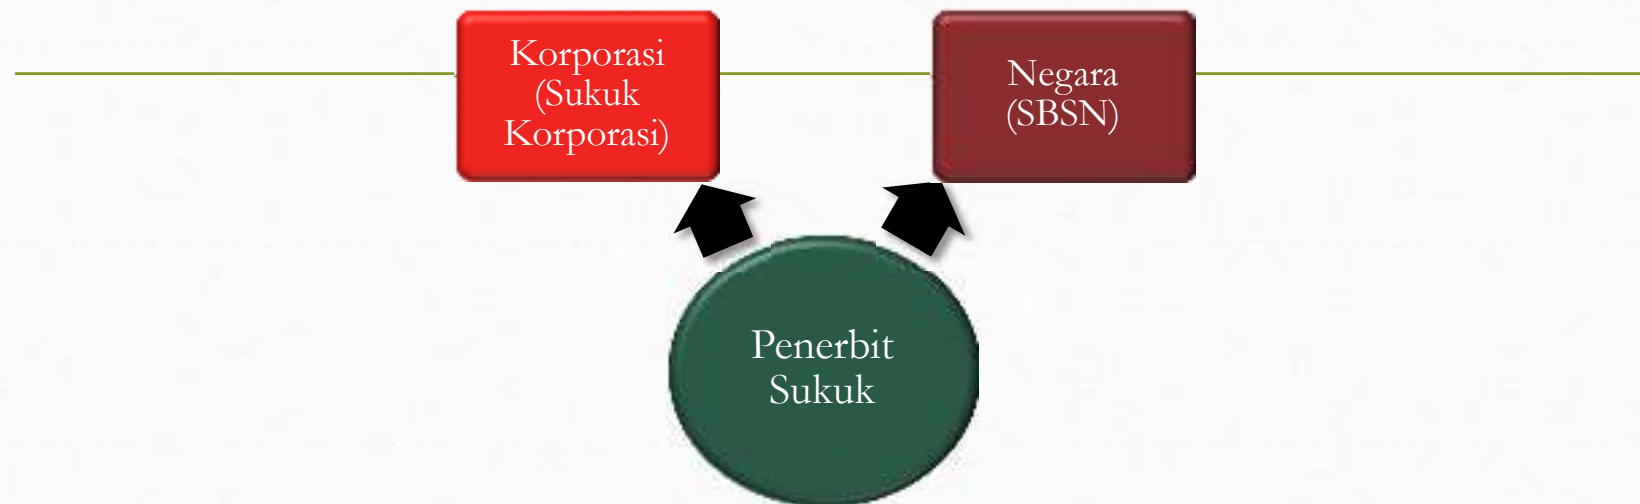 Korporasi
(Sukuk
Korporasi)
Negara
(SBSN)
Penerbit
Sukuk